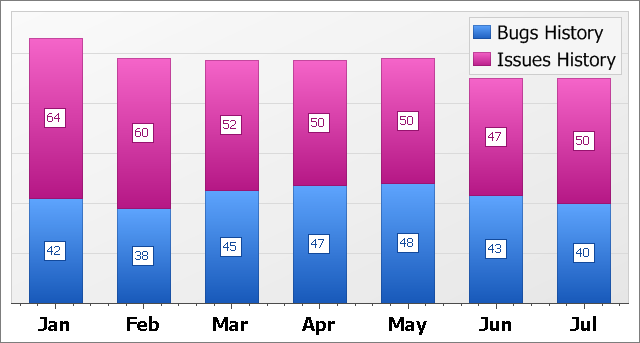 Bugs History
Issues History
64 60 52 50 50 47 50
42 38 45 47 48 43 40
Jan Feb Mar Apr May Jun Jul